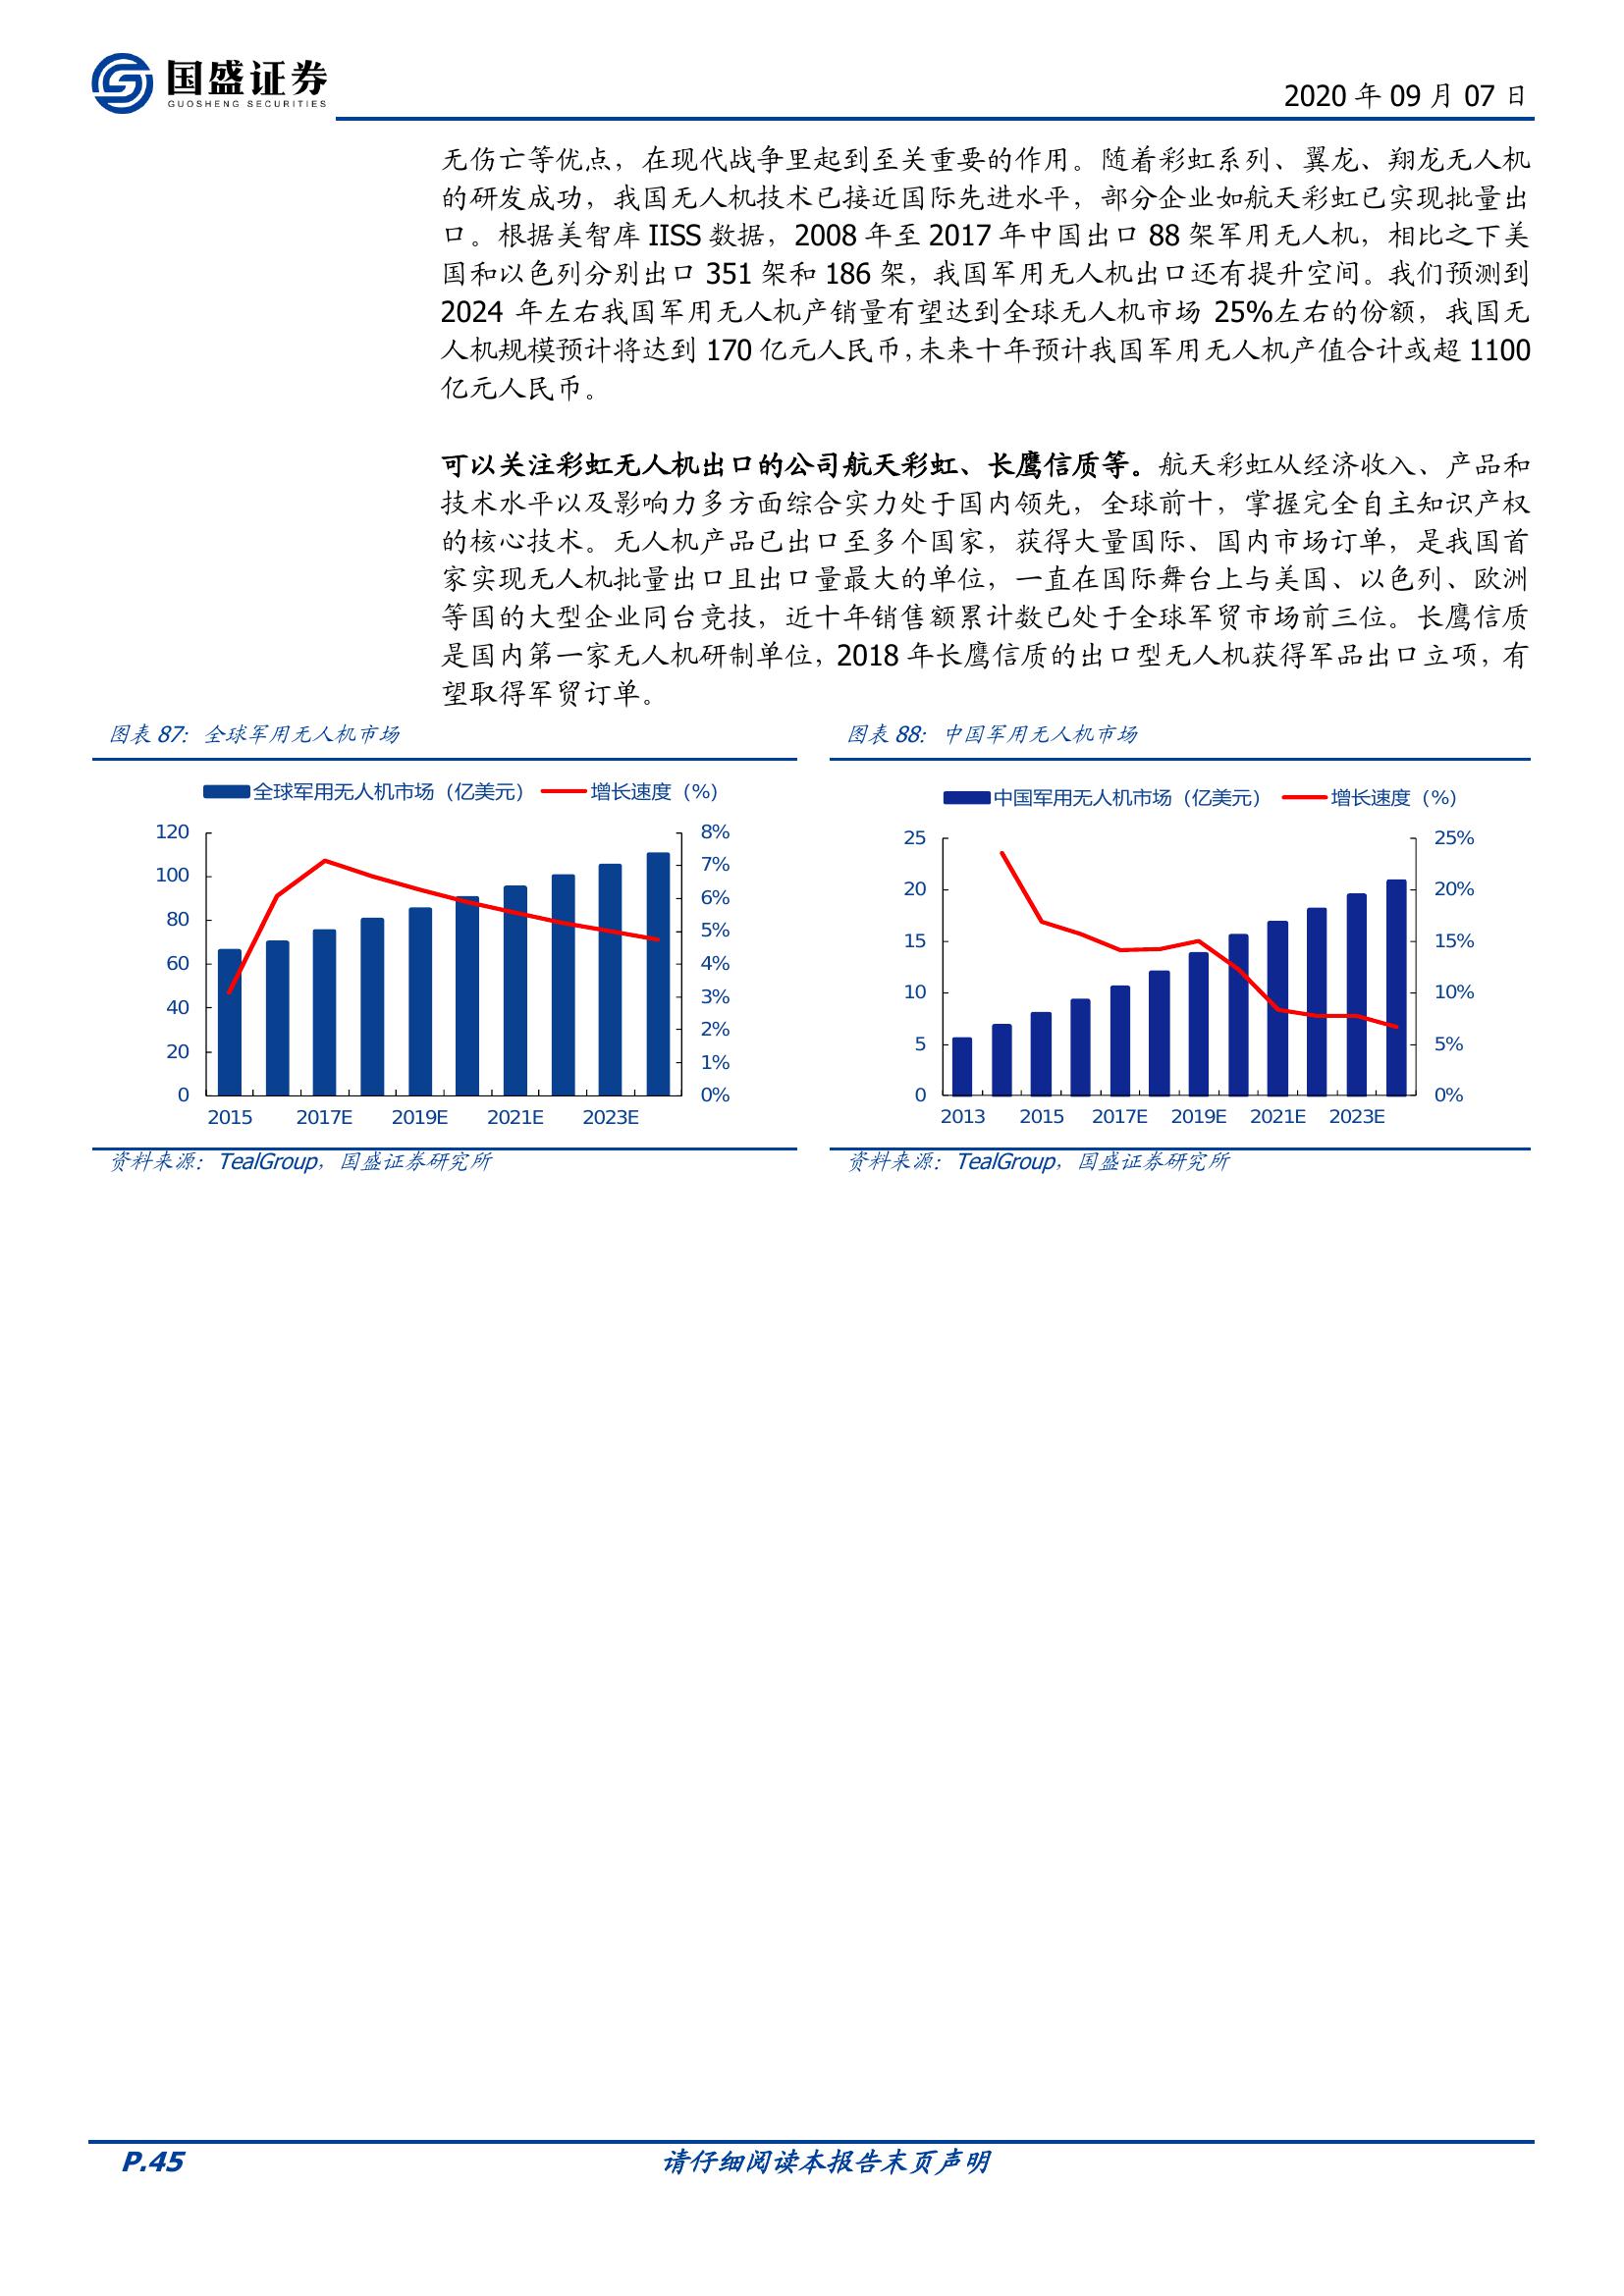 国盛证券
GUOSHENG SECURITIES
2020 年 09 月 07 日
无伤亡等优点，在现代战争里起到至关重要的作用。随着彩虹系列、翼龙、翔龙无人机
的研发成功，我国无人机技术已接近国际先进水平，部分企业如航天彩虹已实现批量出
口。根据美智库 IISS 数据，2008 年至 2017 年中国出口 88 架军用无人机，相比之下美
国和以色列分别出口 351 架和 186 架，我国军用无人机出口还有提升空间。我们预测到
2024 年左右我国军用无人机产销量有望达到全球无人机市场 25%左右的份额，我国无
人机规模预计将达到 170 亿元人民币，未来十年预计我国军用无人机产值合计或超 1100
亿元人民币。
可以关注彩虹无人机出口的公司航天彩虹、长鹰信质等。航天彩虹从经济收入、产品和
技术水平以及影响力多方面综合实力处于国内领先，全球前十，掌握完全自主知识产权
的核心技术。无人机产品已出口至多个国家，获得大量国际、国内市场订单，是我国首
家实现无人机批量出口且出口量最大的单位，一直在国际舞台上与美国、以色列、欧洲
等国的大型企业同台竞技，近十年销售额累计数已处于全球军贸市场前三位。长鹰信质
是国内第一家无人机研制单位，2018 年长鹰信质的出口型无人机获得军品出口立项，有
望取得军贸订单。
图表 87：全球军用无人机市场
全球军用无人机市场（亿美元） 增长速度（%）
120 8%
7%
100
6%
80
5%
60 4%
3%
40
2%
20
1%
0 0%
2015 2017E 2019E 2021E 2023E
资料来源：TealGroup，国盛证券研究所
图表 88：中国军用无人机市场
中国军用无人机市场（亿美元） 增长速度（%）
25 25%
20 20%
15 15%
10 10%
5 5%
0 0%
2013 2015 2017E 2019E 2021E 2023E
资料来源：TealGroup，国盛证券研究所
P.45 请仔细阅读本报告末页声明